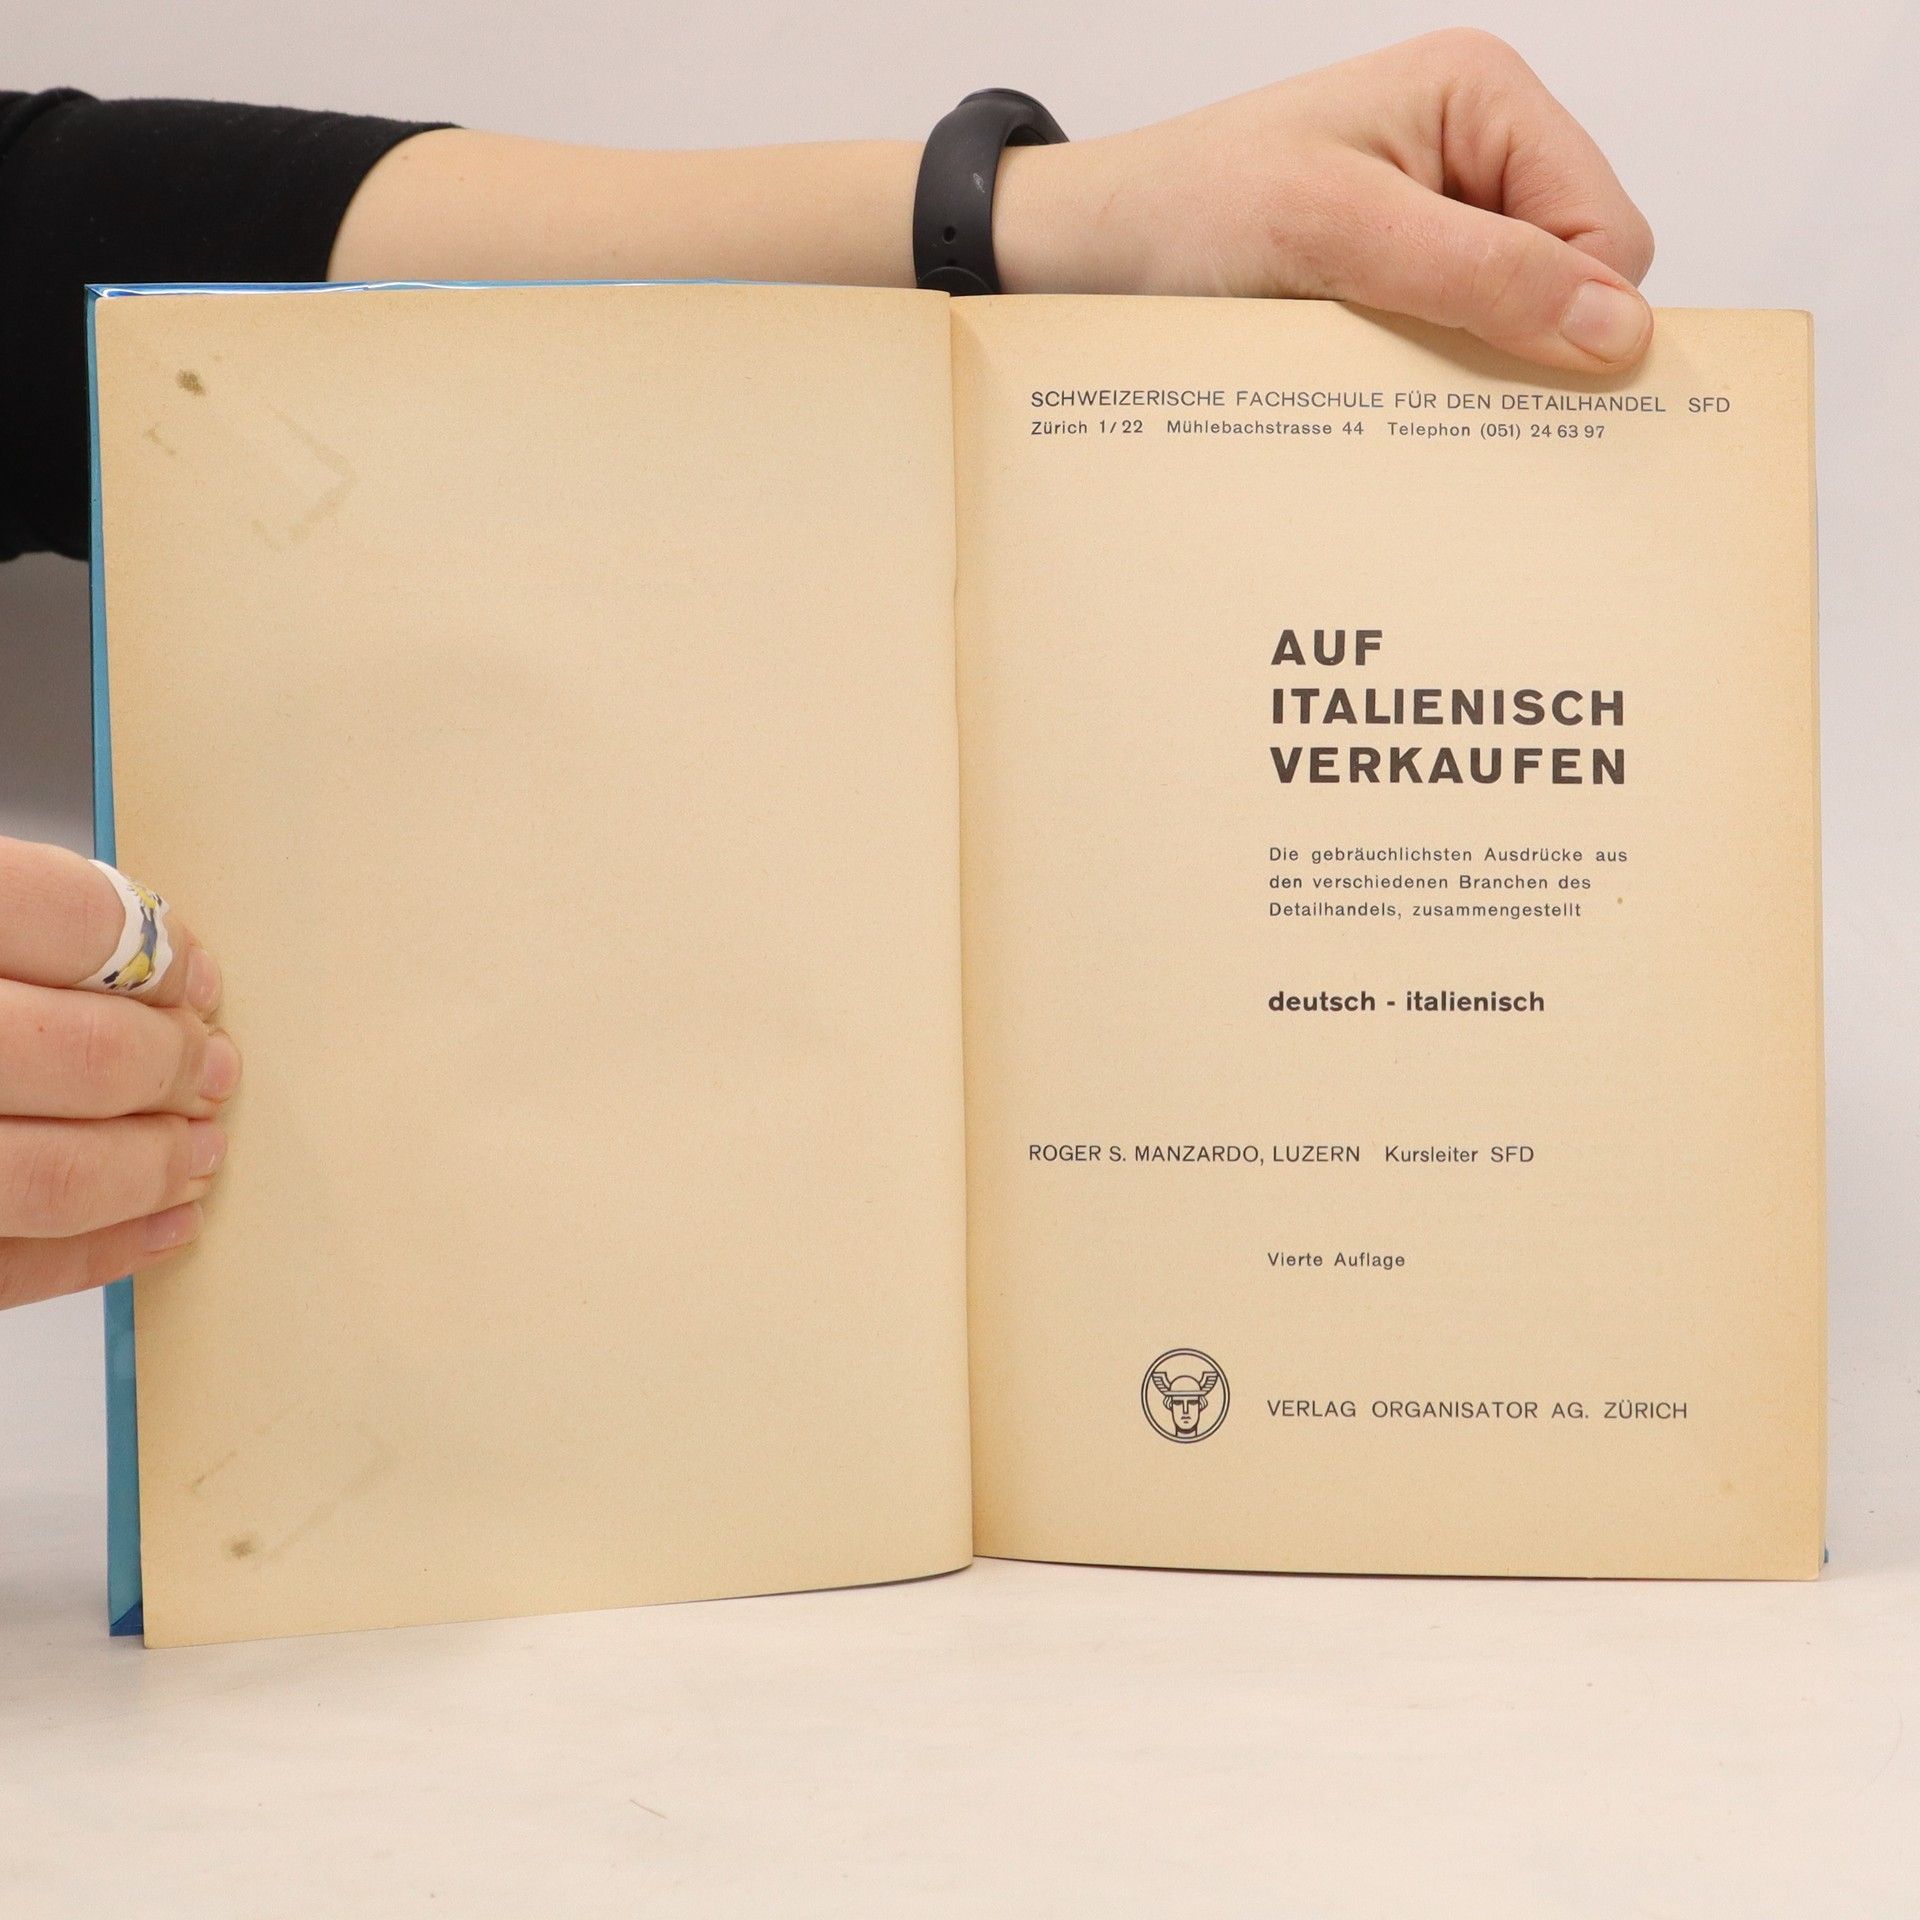 SCHWEIZERISCHE FACHSCHULE FÜR DEN DETAILHANDEL SFD
Zürich 1/22 Mühlebachstrasse 44 Telephon (051) 24 63 97
AUF
ITALIENISCH
VERKAUFEN
Die gebräuchlichsten Ausdrücke aus
den verschiedenen Branchen des
Detailhandels, zusammengestellt
deutsch - italienisch
ROGER S. MANZARDO, LUZERN Kursleiter SFD
Vierte Auflage
VERLAG ORGANISATOR AG. ZÜRICH